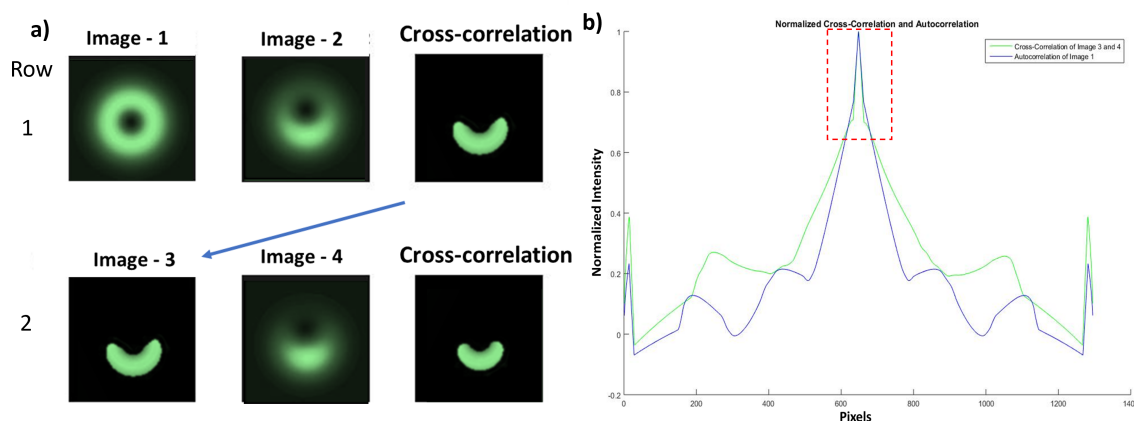 a)
Image - 1
Image - 2
Cross-correlation
Row
1
Image - 3
Image - 4
Cross-correlation
2
b)
Normalized Cross-Correlation and Autocorrelation
Cross-Correlation of Image 3 and 4
Autocorrelation of Image 1
Normalized Intensity
1
0.8
0.6
0.4
0.2
0
-0.2
0
200
400
600
800
1000
1200
140
Pixels